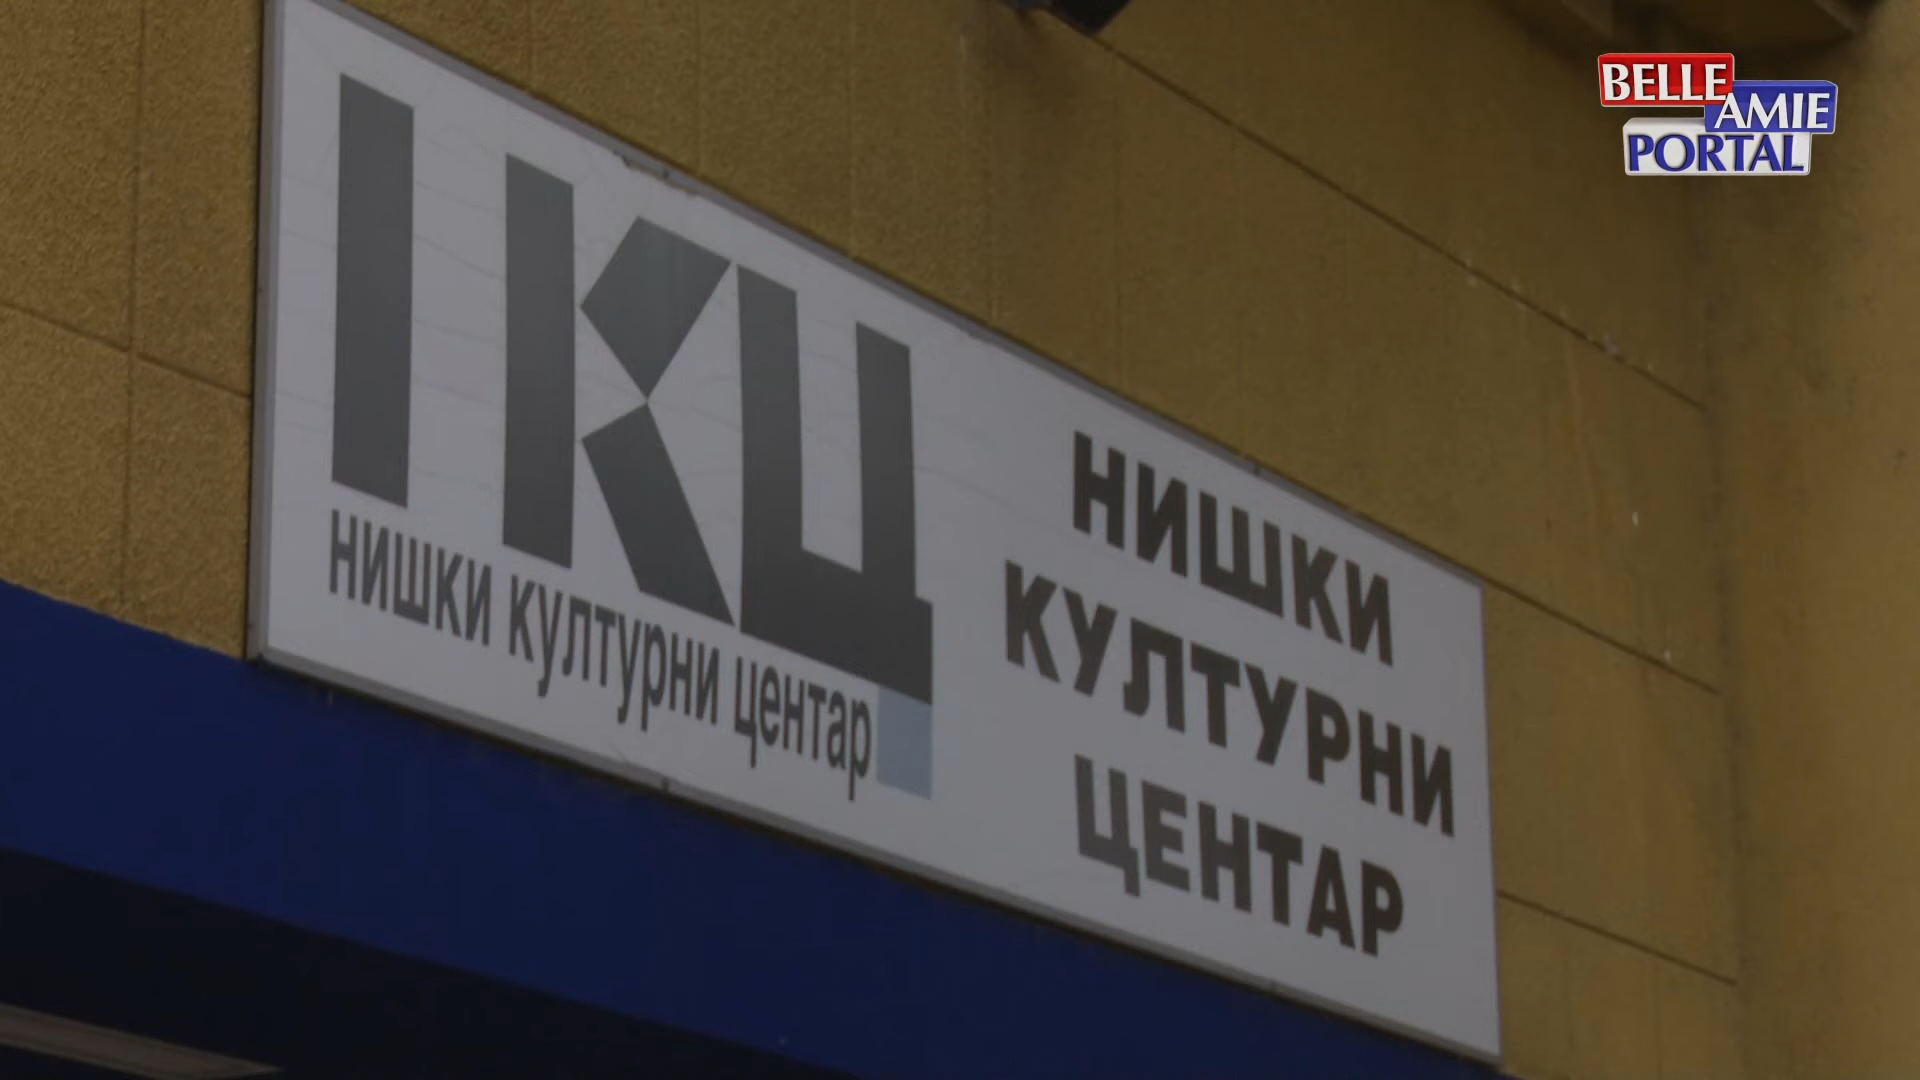 НКЦ
нишки културни центар
НИШКИ
КУЛТУРНИ
ЦЕНТАР
BELLE
AMIE
PORTAL